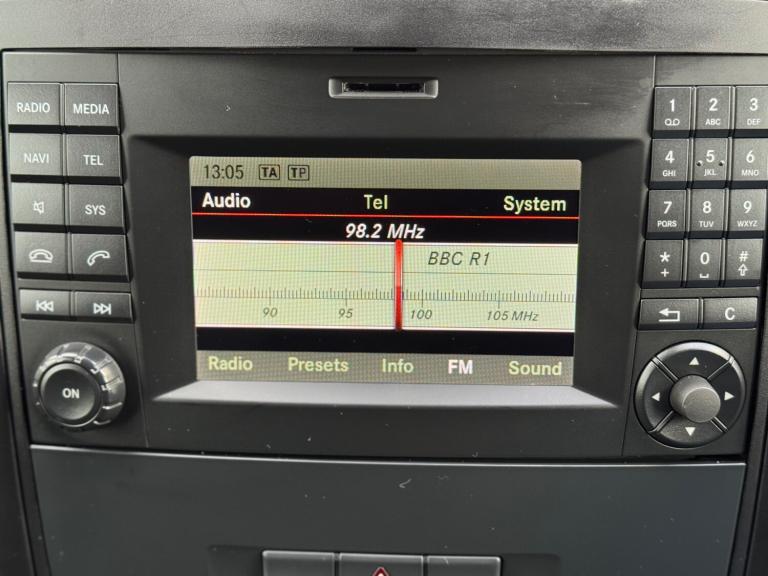 RADIO MEDIA
NAVI TEL
SYS
ON
13:05 TA TP
Audio Tel System
98.2 MHz
BBC R1
90 95 100 105 MHz
Radio Presets Info FM Sound
1 2 ABC 3 DEF
4 GHI 5 JKL 6 MNO
7 PQRS 8 TUV 9 WXYZ
* + 0 #
C